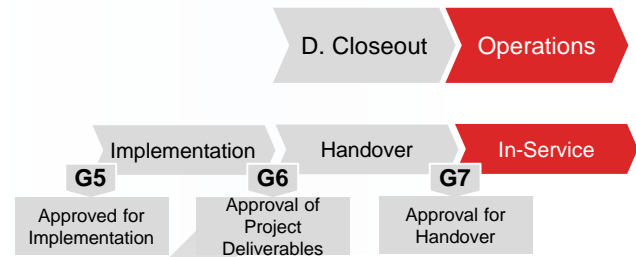 D. Closeout
Operations
Implementation
Handover
In-Service
G5
G6
G7
Approved for
Implementation
Approval of
Project
Deliverables
Approval for
Handover